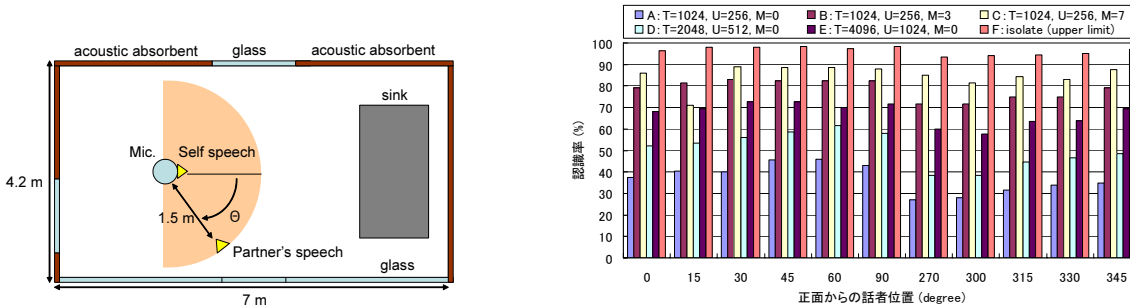 acoustic absorbent glass acoustic absorbent
sink
Mic. Self speech
4.2 m
1.5 m Θ
Partner's speech
glass
7 m
A: T=1024, U=256, M=0 B: T=1024, U=256, M=3 C: T=1024, U=256, M=7
D: T=2048, U=512, M=0 E: T=4096, U=1024, M=0 F: isolate (upper limit)
認識率 (%)
100
90
80
70
60
50
40
30
20
10
0
0 15 30 45 60 90 270 300 315 330 345
正面からの話者位置 (degree)